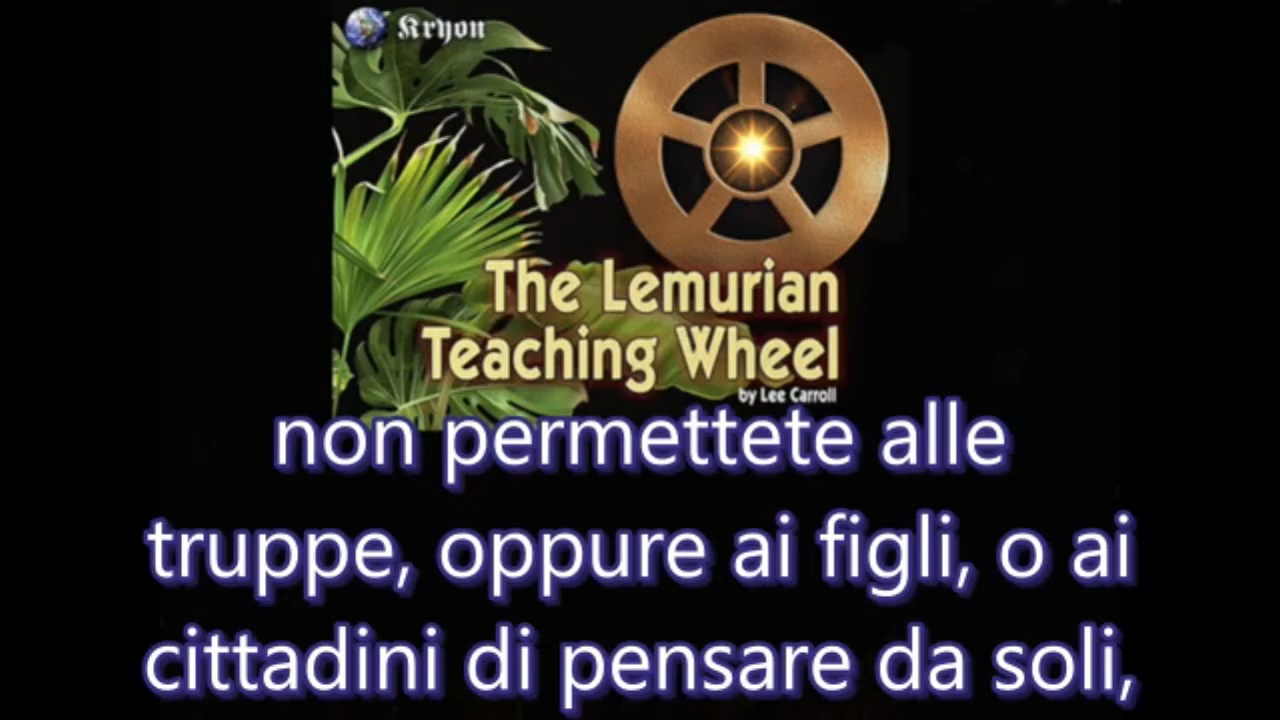 Kryon
The Lemurian
Teaching Wheel
by Lee Carroll
non permettete alle
truppe, oppure ai figli, o ai
cittadini di pensare da soli,